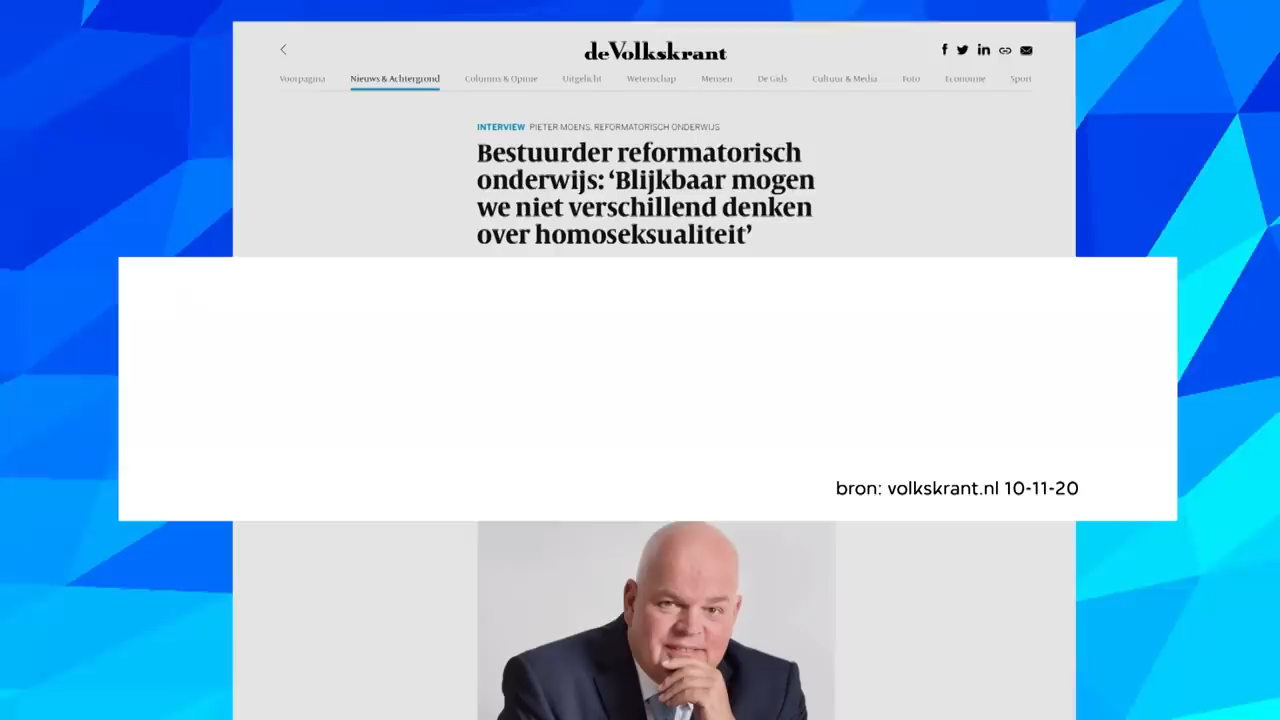 deVolkskrant
Voorpagina Nieuws & Achtergrond Columns & Opinie Uitgelicht Wetenschap Mensen De Gids Cultuur & Media Foto Economie Sport
INTERVIEW PIETER MOENS, REFORMATORISCH ONDERWIJS
Bestuurder reformatorisch
onderwijs: ‘Blijkbaar mogen
we niet verschillend denken
over homoseksualiteit’
bron: volkskrant.nl 10-11-20